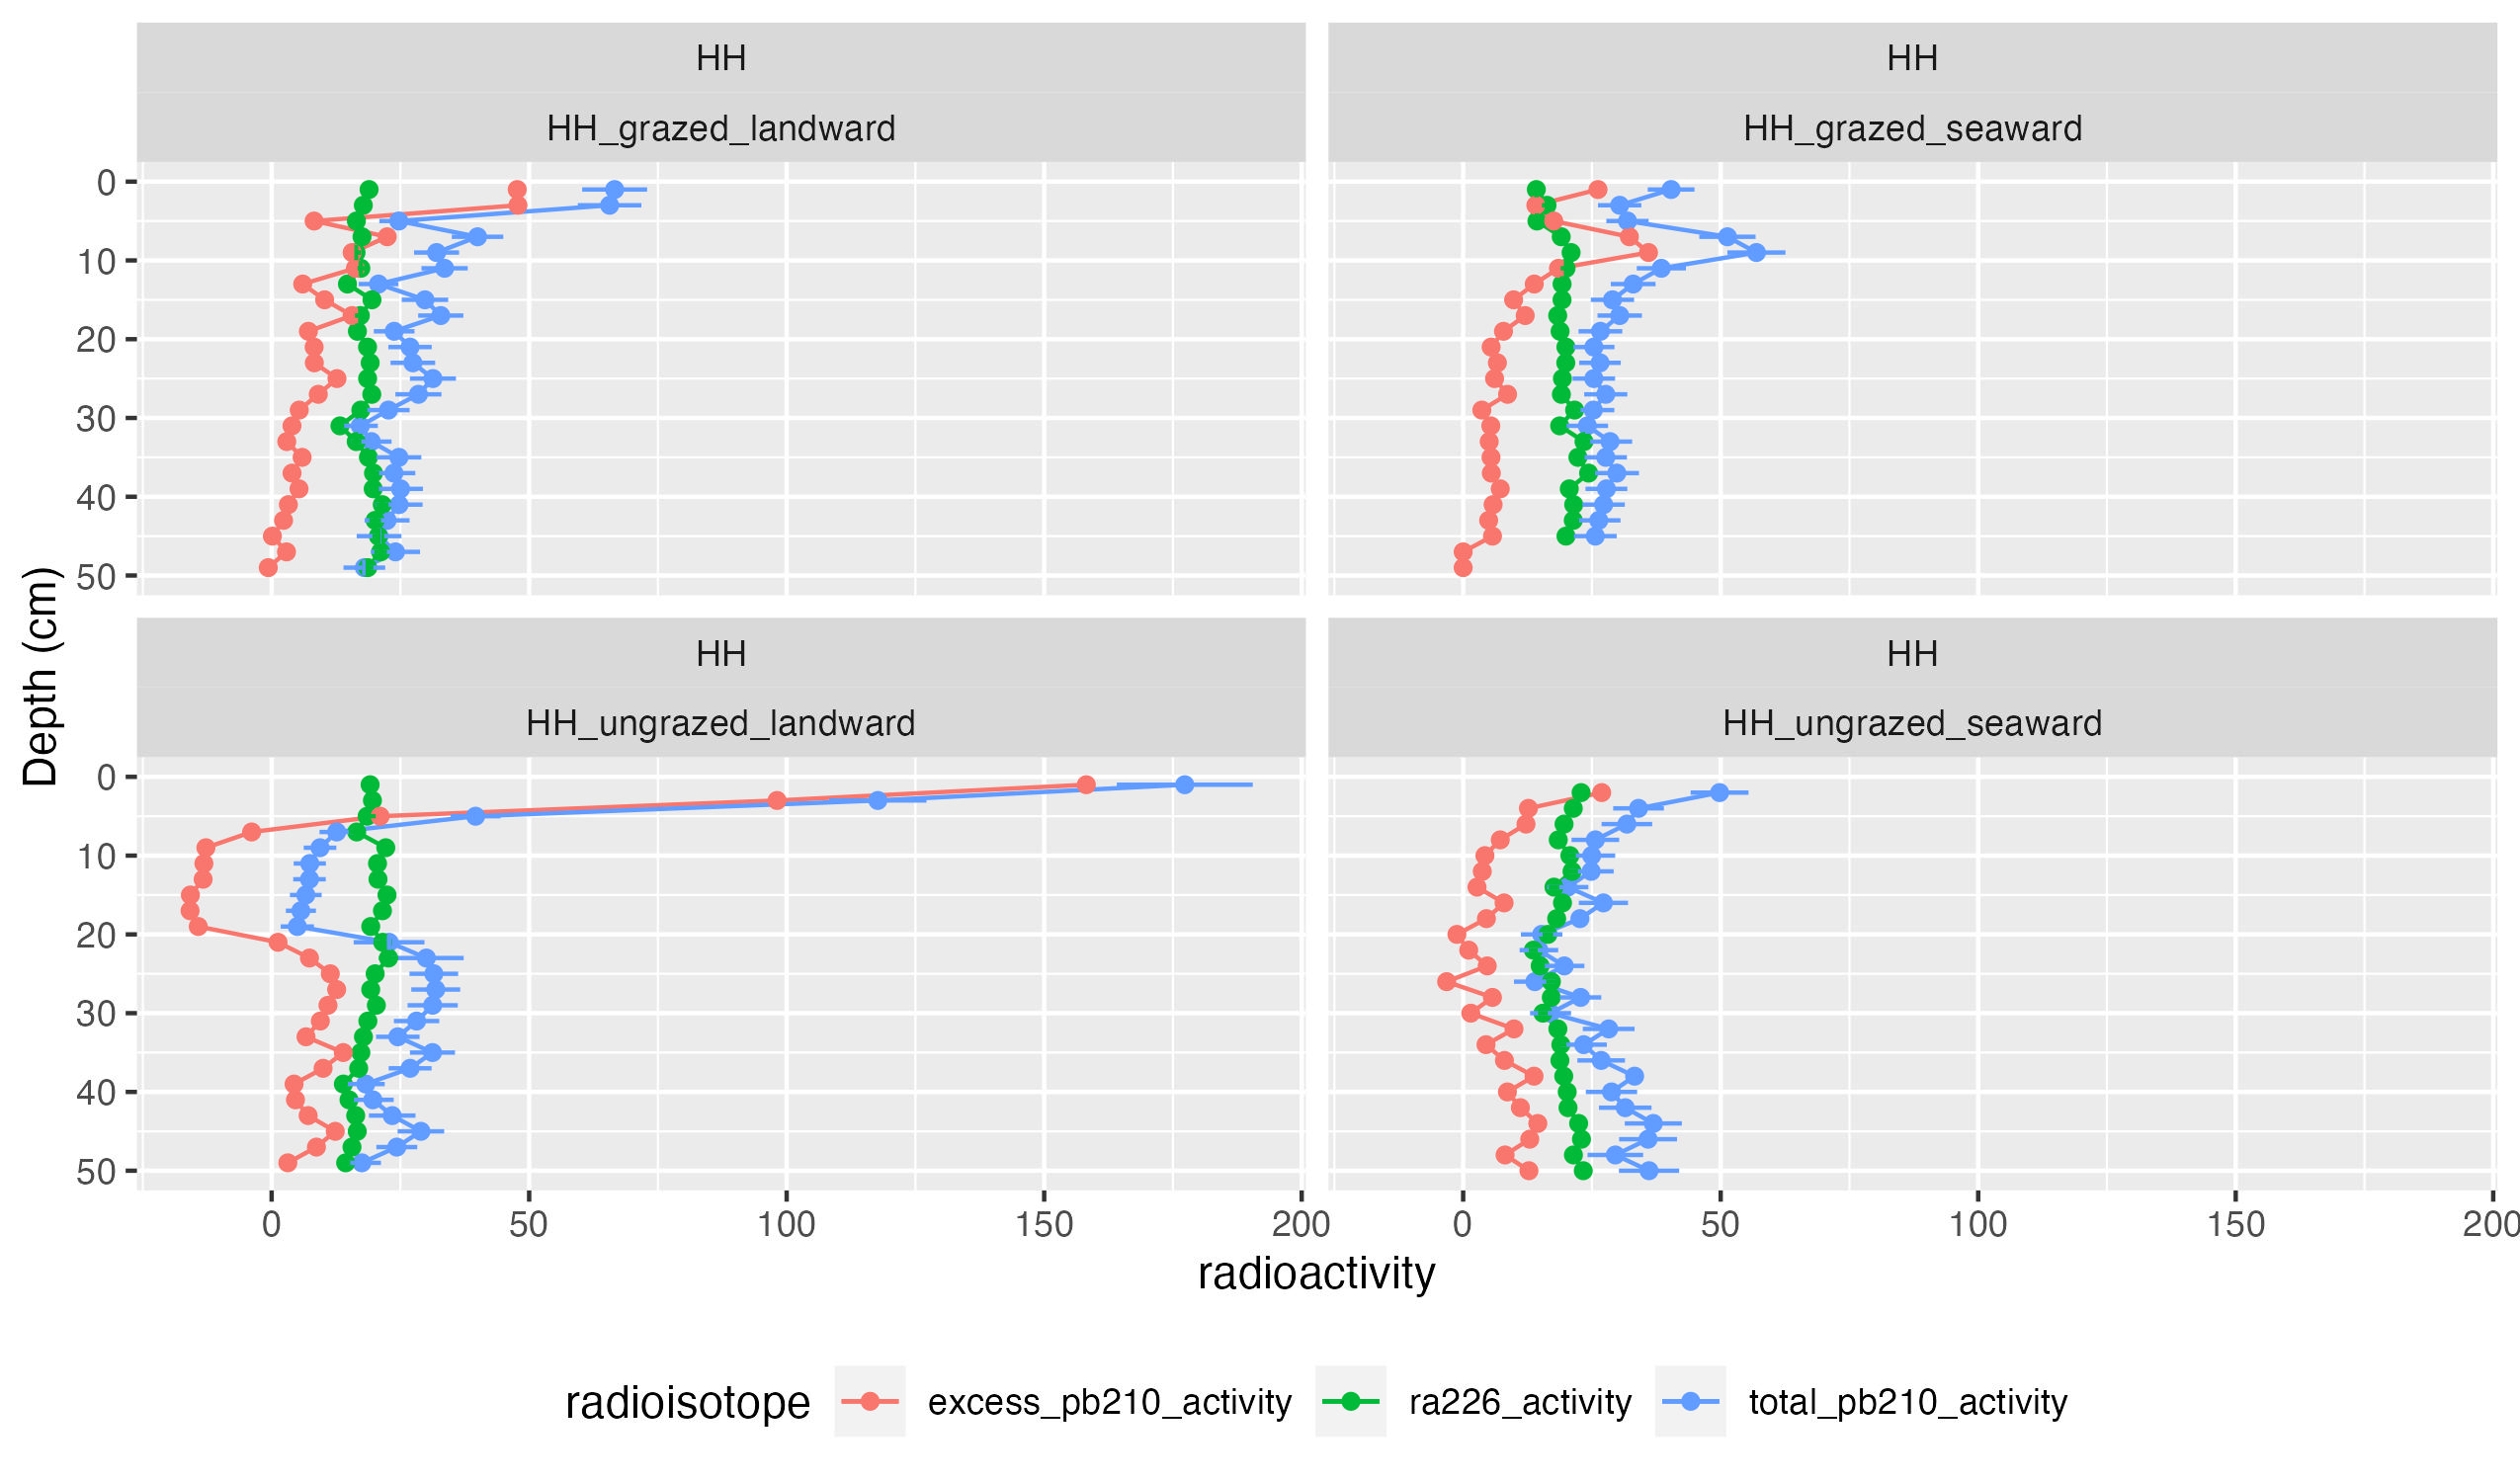 HH
HH
HH_grazed_landward
HH_grazed_seaward
0
10
20
30
40
50
HH
HH
HH_ungrazed_landward
HH_ungrazed_seaward
0
10
20
30
40
50
Depth (cm)
0 50 100 150 200
0 50 100 150 200
radioactivity
radioisotope excess_pb210_activity ra226_activity total_pb210_activity